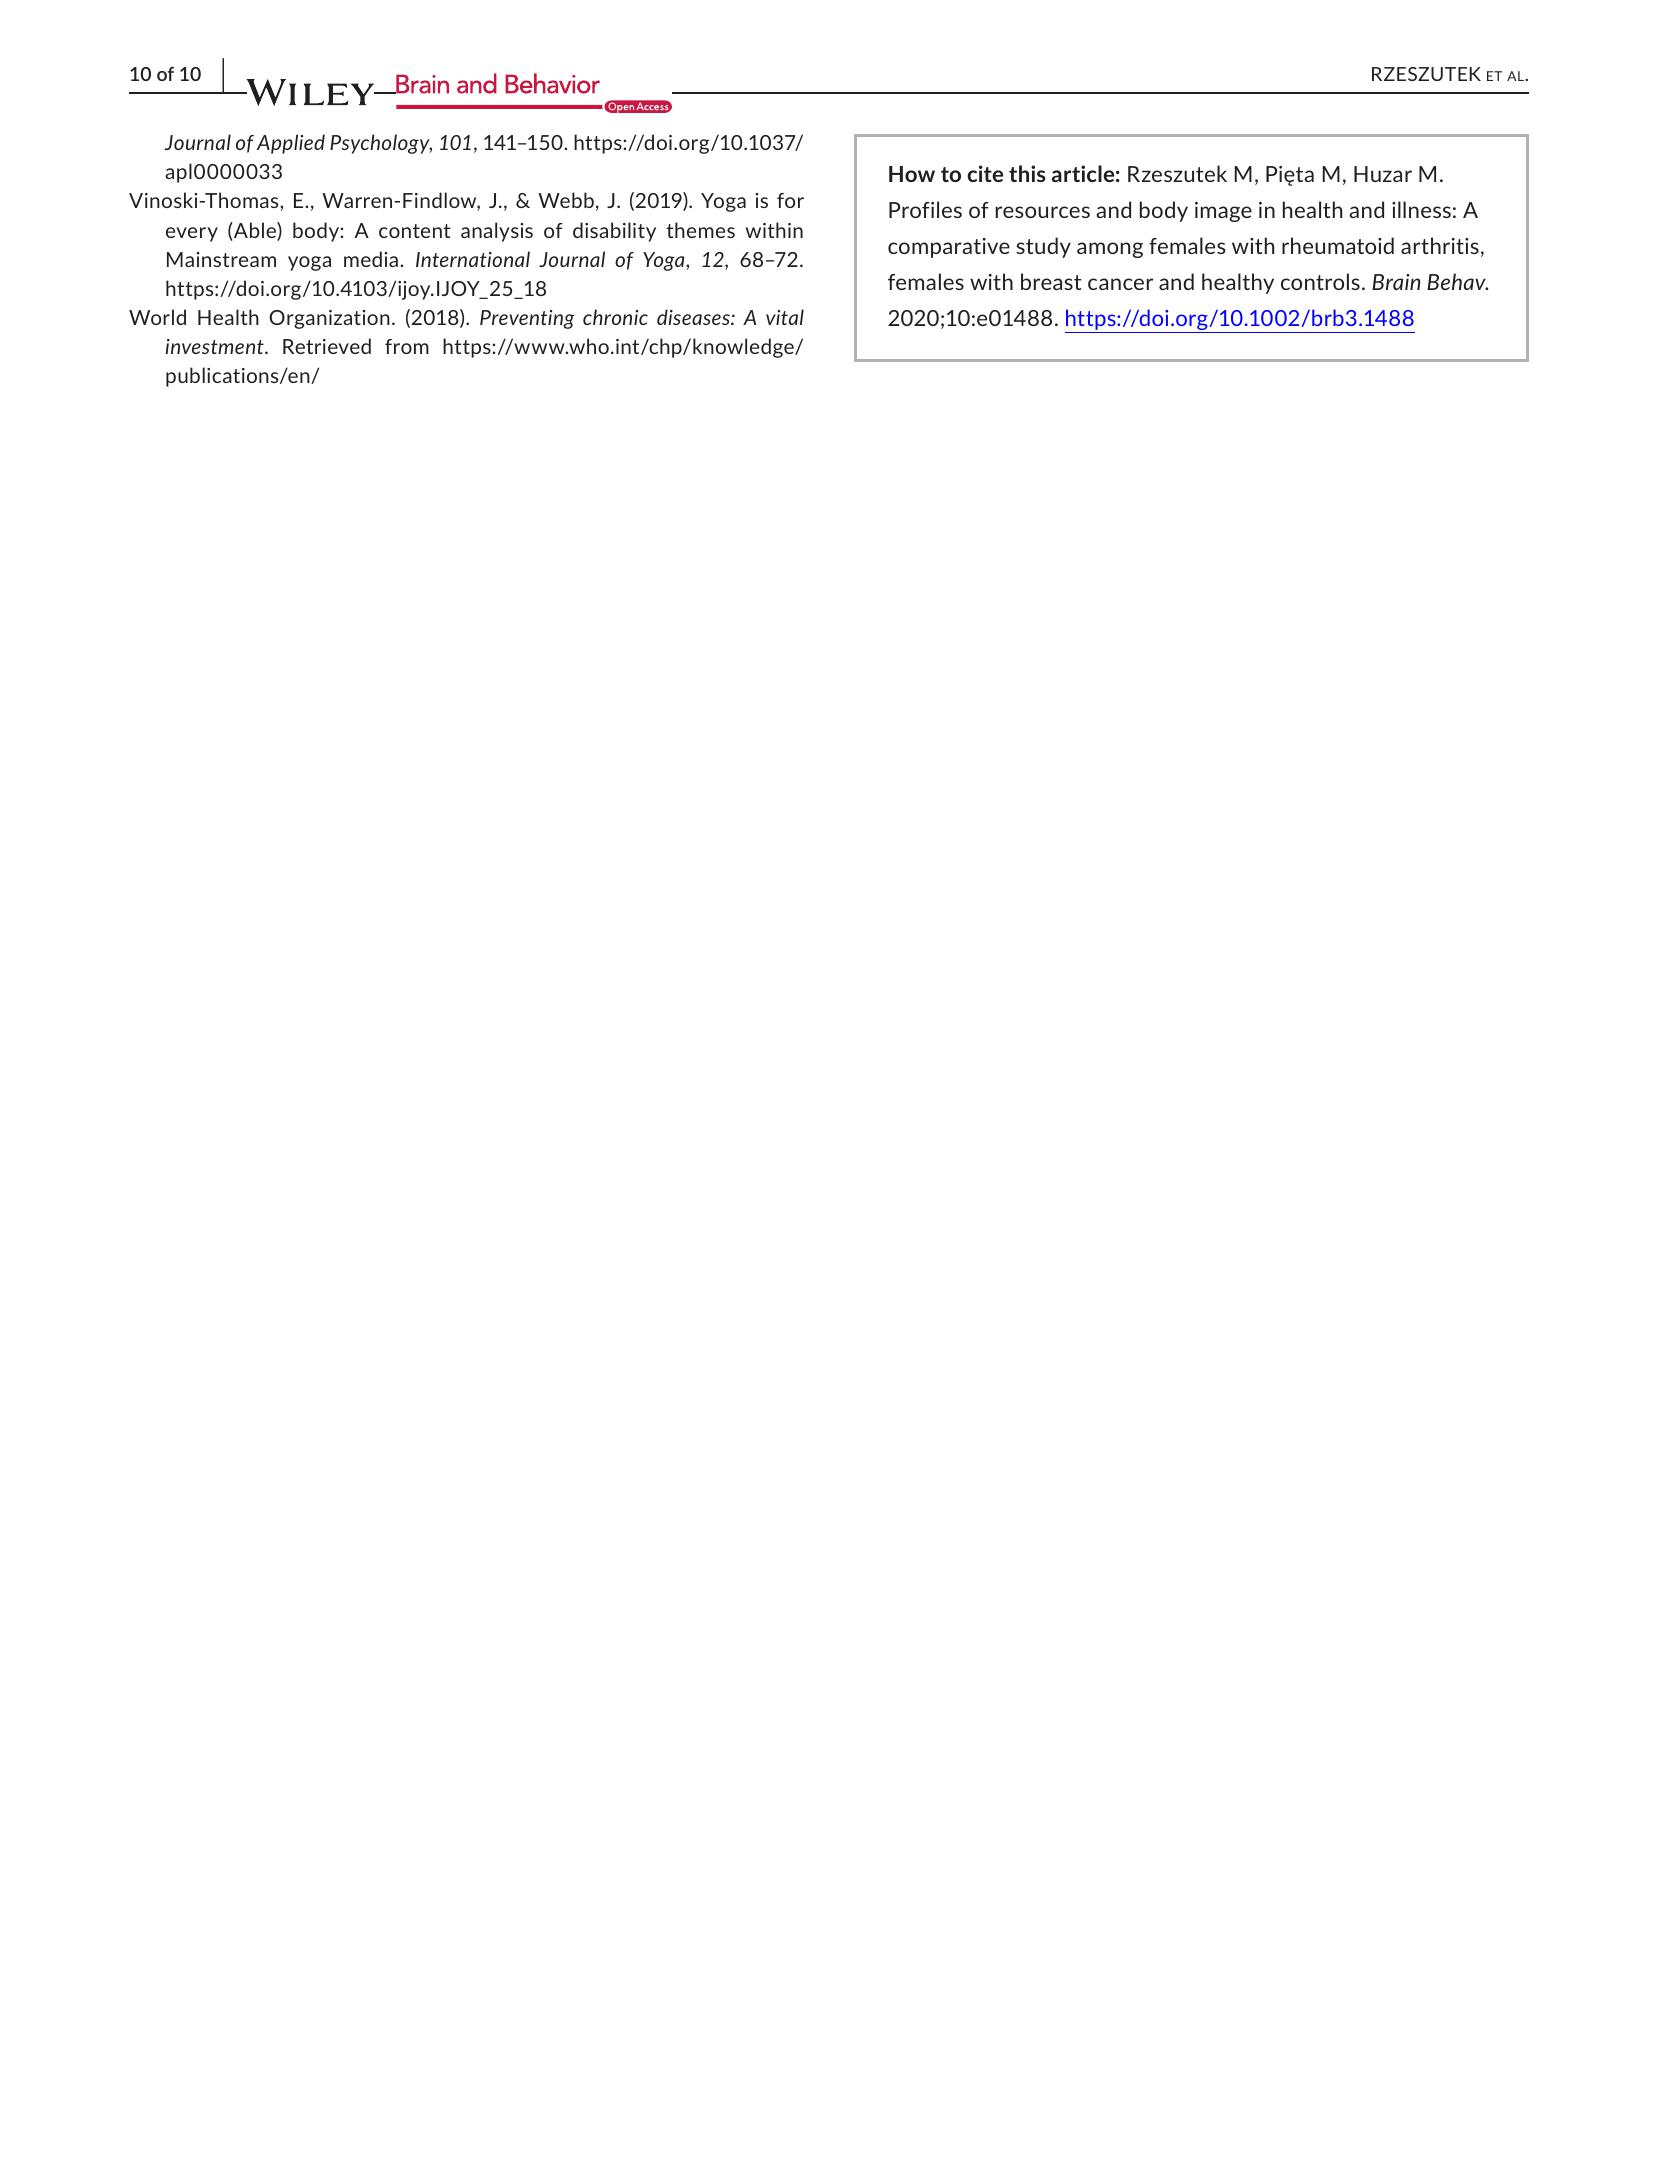 10 of 10
WILEY
Brain and Behavior
Open Access
RZESZUTEK ET AL.
Journal of Applied Psychology, 101, 141–150. https://doi.org/10.1037/
apl0000033
Vinoski-Thomas, E., Warren-Findlow, J., & Webb, J. (2019). Yoga is for
every (Able) body: A content analysis of disability themes within
Mainstream yoga media. International Journal of Yoga, 12, 68–72.
https://doi.org/10.4103/ijoy.IJOY_25_18
World Health Organization. (2018). Preventing chronic diseases: A vital
investment. Retrieved from https://www.who.int/chp/knowledge/
publications/en/
How to cite this article: Rzeszutek M, Pięta M, Huzar M.
Profiles of resources and body image in health and illness: A
comparative study among females with rheumatoid arthritis,
females with breast cancer and healthy controls. Brain Behav.
2020;10:e01488. https://doi.org/10.1002/brb3.1488